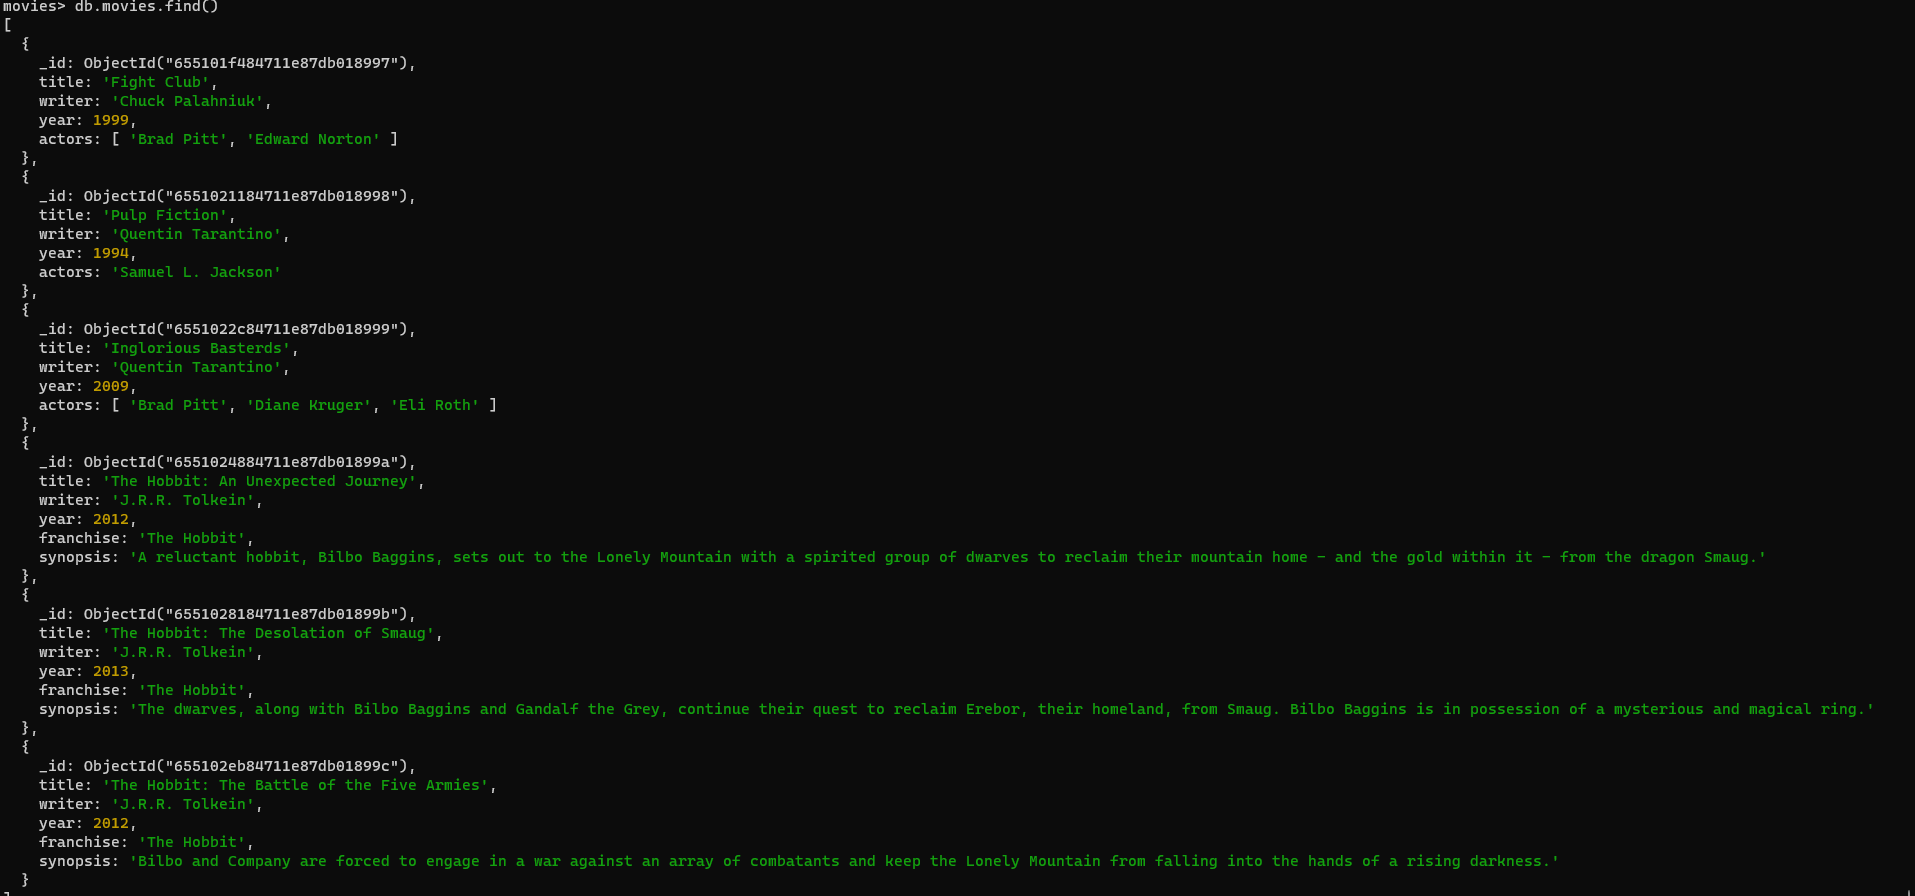 movies> db.movies.find()
[
  {
    _id: ObjectId("655101f484711e87db018997"),
    title: 'Fight Club',
    writer: 'Chuck Palahniuk',
    year: 1999,
    actors: [ 'Brad Pitt', 'Edward Norton' ]
  },
  {
    _id: ObjectId("6551021184711e87db018998"),
    title: 'Pulp Fiction',
    writer: 'Quentin Tarantino',
    year: 1994,
    actors: 'Samuel L. Jackson'
  },
  {
    _id: ObjectId("6551022c84711e87db018999"),
    title: 'Inglorious Basterds',
    writer: 'Quentin Tarantino',
    year: 2009,
    actors: [ 'Brad Pitt', 'Diane Kruger', 'Eli Roth' ]
  },
  {
    _id: ObjectId("6551024884711e87db01899a"),
    title: 'The Hobbit: An Unexpected Journey',
    writer: 'J.R.R. Tolkein',
    year: 2012,
    franchise: 'The Hobbit',
    synopsis: 'A reluctant hobbit, Bilbo Baggins, sets out to the Lonely Mountain with a spirited group of dwarves to reclaim their mountain home - and the gold within it - from the dragon Smaug.'
  },
  {
    _id: ObjectId("6551028184711e87db01899b"),
    title: 'The Hobbit: The Desolation of Smaug',
    writer: 'J.R.R. Tolkein',
    year: 2013,
    franchise: 'The Hobbit',
    synopsis: 'The dwarves, along with Bilbo Baggins and Gandalf the Grey, continue their quest to reclaim Erebor, their homeland, from Smaug. Bilbo Baggins is in possession of a mysterious and magical ring.'
  },
  {
    _id: ObjectId("655102eb84711e87db01899c"),
    title: 'The Hobbit: The Battle of the Five Armies',
    writer: 'J.R.R. Tolkein',
    year: 2012,
    franchise: 'The Hobbit',
    synopsis: 'Bilbo and Company are forced to engage in a war against an array of combatants and keep the Lonely Mountain from falling into the hands of a rising darkness.'
  }
]